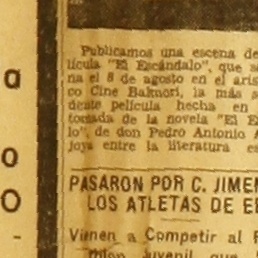 Publicamos una escena de
lícula "El Escándalo", que s
na el 8 de agosto en el aris
co Cine Baknori, la más s
deste película hecha en
tomada de la novela "El E
lo", de don Pedro Antonio A
joya entre la literatura es
a
o
O
-
PASARON POR C. JIMEN
LOS ATLETAS DE E
Vienen a Competir al F
Juvenil que